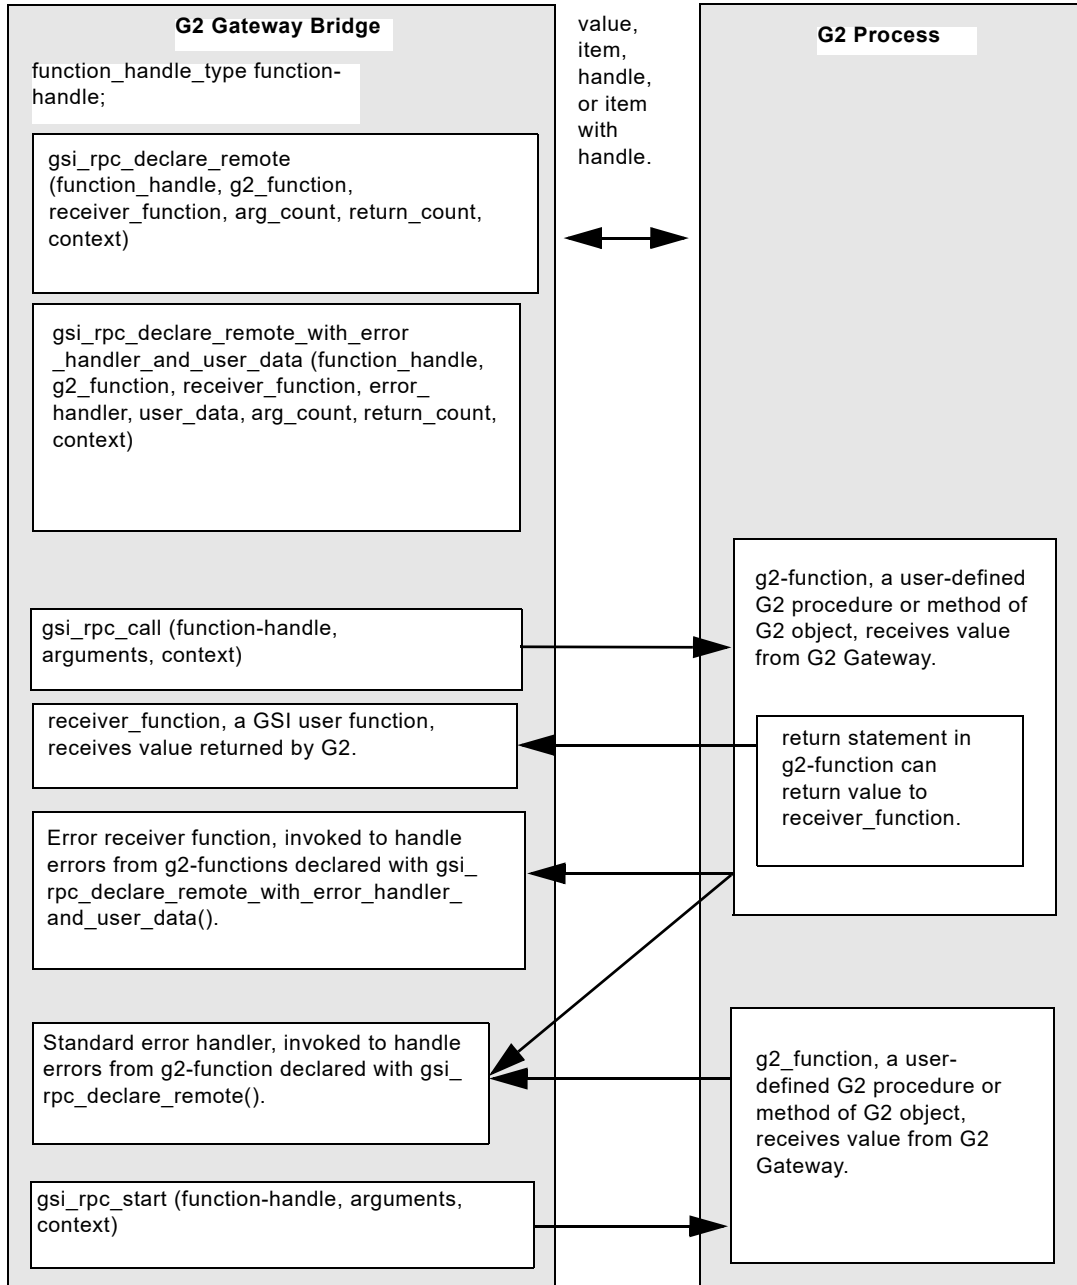 G2 Gateway Bridge
function_handle_type function-
handle;
gsi_rpc_declare_remote
(function_handle, g2_function,
receiver_function, arg_count, return_count,
context)
gsi_rpc_declare_remote_with_error
_handler_and_user_data (function_handle,
g2_function, receiver_function, error_
handler, user_data, arg_count, return_count,
context)
gsi_rpc_call (function-handle,
arguments, context)
receiver_function, a GSI user function,
receives value returned by G2.
Error receiver function, invoked to handle
errors from g2-functions declared with gsi_
rpc_declare_remote_with_error_handler_
and_user_data().
Standard error handler, invoked to handle
errors from g2-function declared with gsi_
rpc_declare_remote().
gsi_rpc_start (function-handle, arguments,
context)
value,
item,
handle,
or item
with
handle.
G2 Process
g2-function, a user-defined
G2 procedure or method of
G2 object, receives value
from G2 Gateway.
return statement in
g2-function can
return value to
receiver_function.
g2_function, a user-
defined G2 procedure or
method of G2 object,
receives value from G2
Gateway.